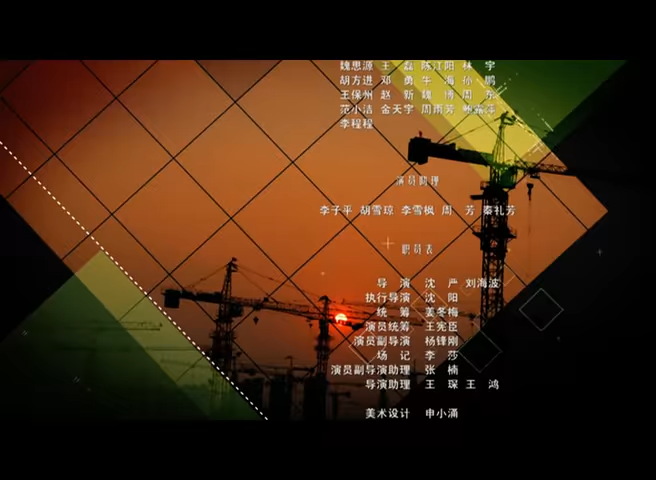 魏思源 王 磊 陈江阳 林 宇
胡方进 邓 勇 午 海 孙 鹏
王保州 赵 新 魏 博 周 东
范小洁 金天宇 周雨芳 鲍露萍
李程程
演员助理
李子平 胡雪琼 李雪枫 周 芳 秦礼芳
职员表
导 演 沈 严 刘海波
执行导演 沈 阳
统 筹 姜冬梅
演员统筹 王宪臣
演员副导演 杨锋刚
场 记 李 莎
演员副导演助理 张 楠
导演助理 王 琛 王 鸿
美术设计 申小涌